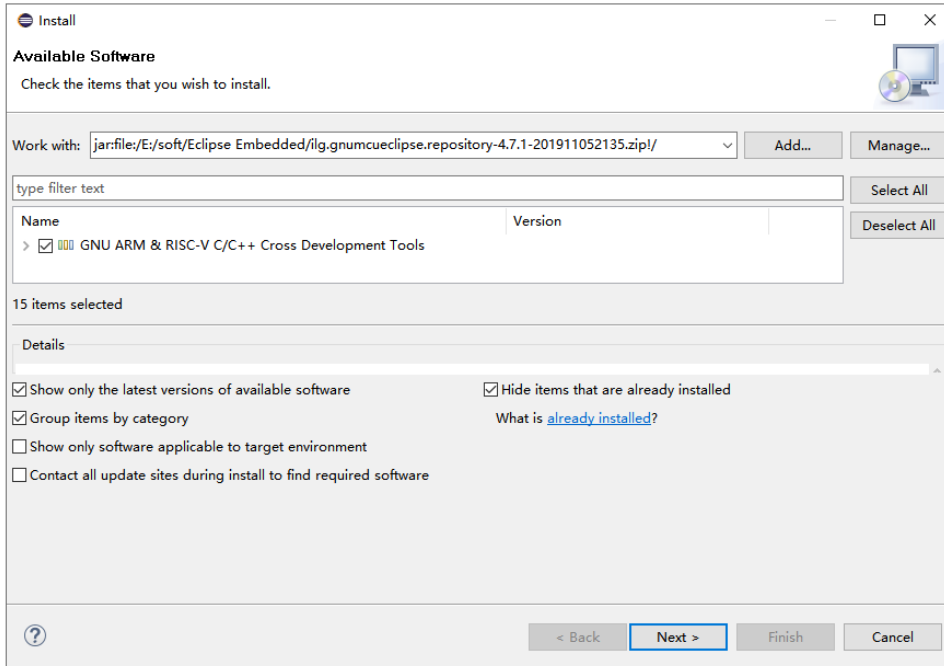 Install
Available Software
Check the items that you wish to install.
Work with: jar:file:/E:/soft/Eclipse Embedded/ilg.gnumcueclipse.repository-4.7.1-201911052135.zip!/ Add... Manage...
type filter text Select All
Name Version Deselect All
GNU ARM & RISC-V C/C++ Cross Development Tools
15 items selected
Details
Show only the latest versions of available software Hide items that are already installed
Group items by category What is already installed?
Show only software applicable to target environment
Contact all update sites during install to find required software
? < Back Next > Finish Cancel